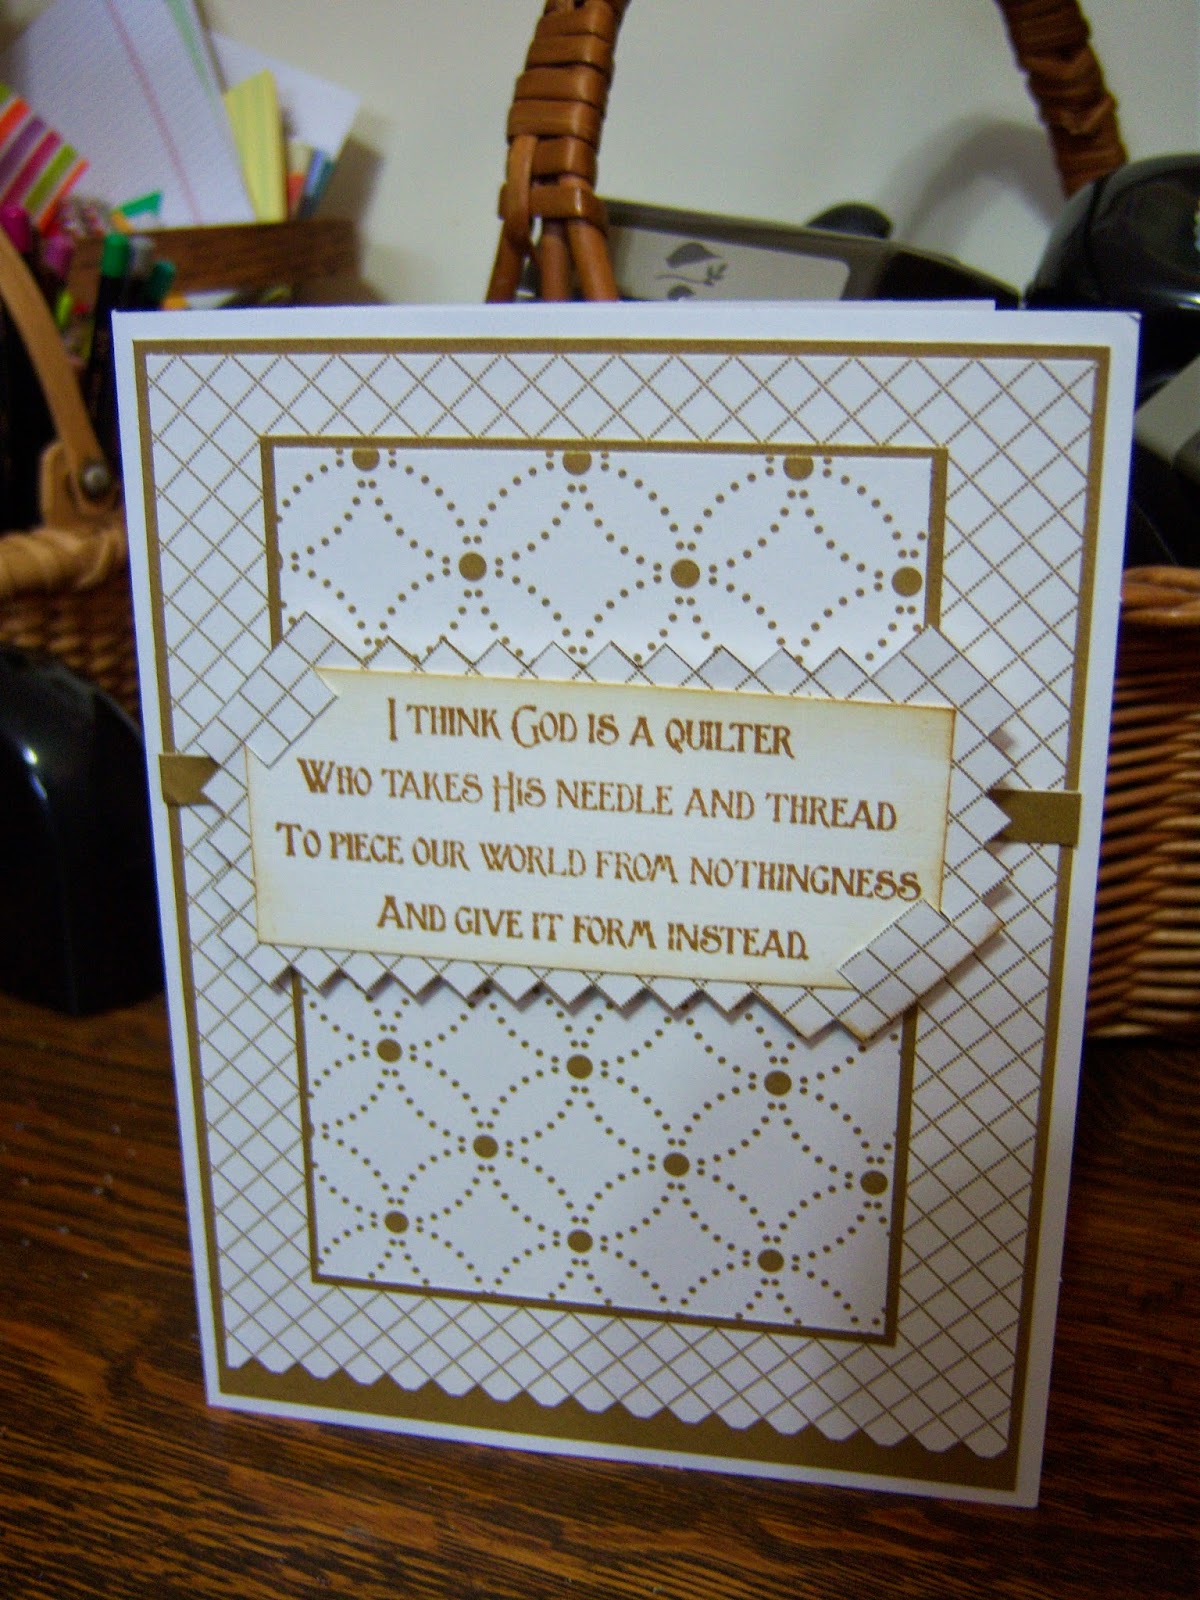 I think God is a quilter
Who takes His needle and thread
To piece our world from nothingness
And give it form instead.